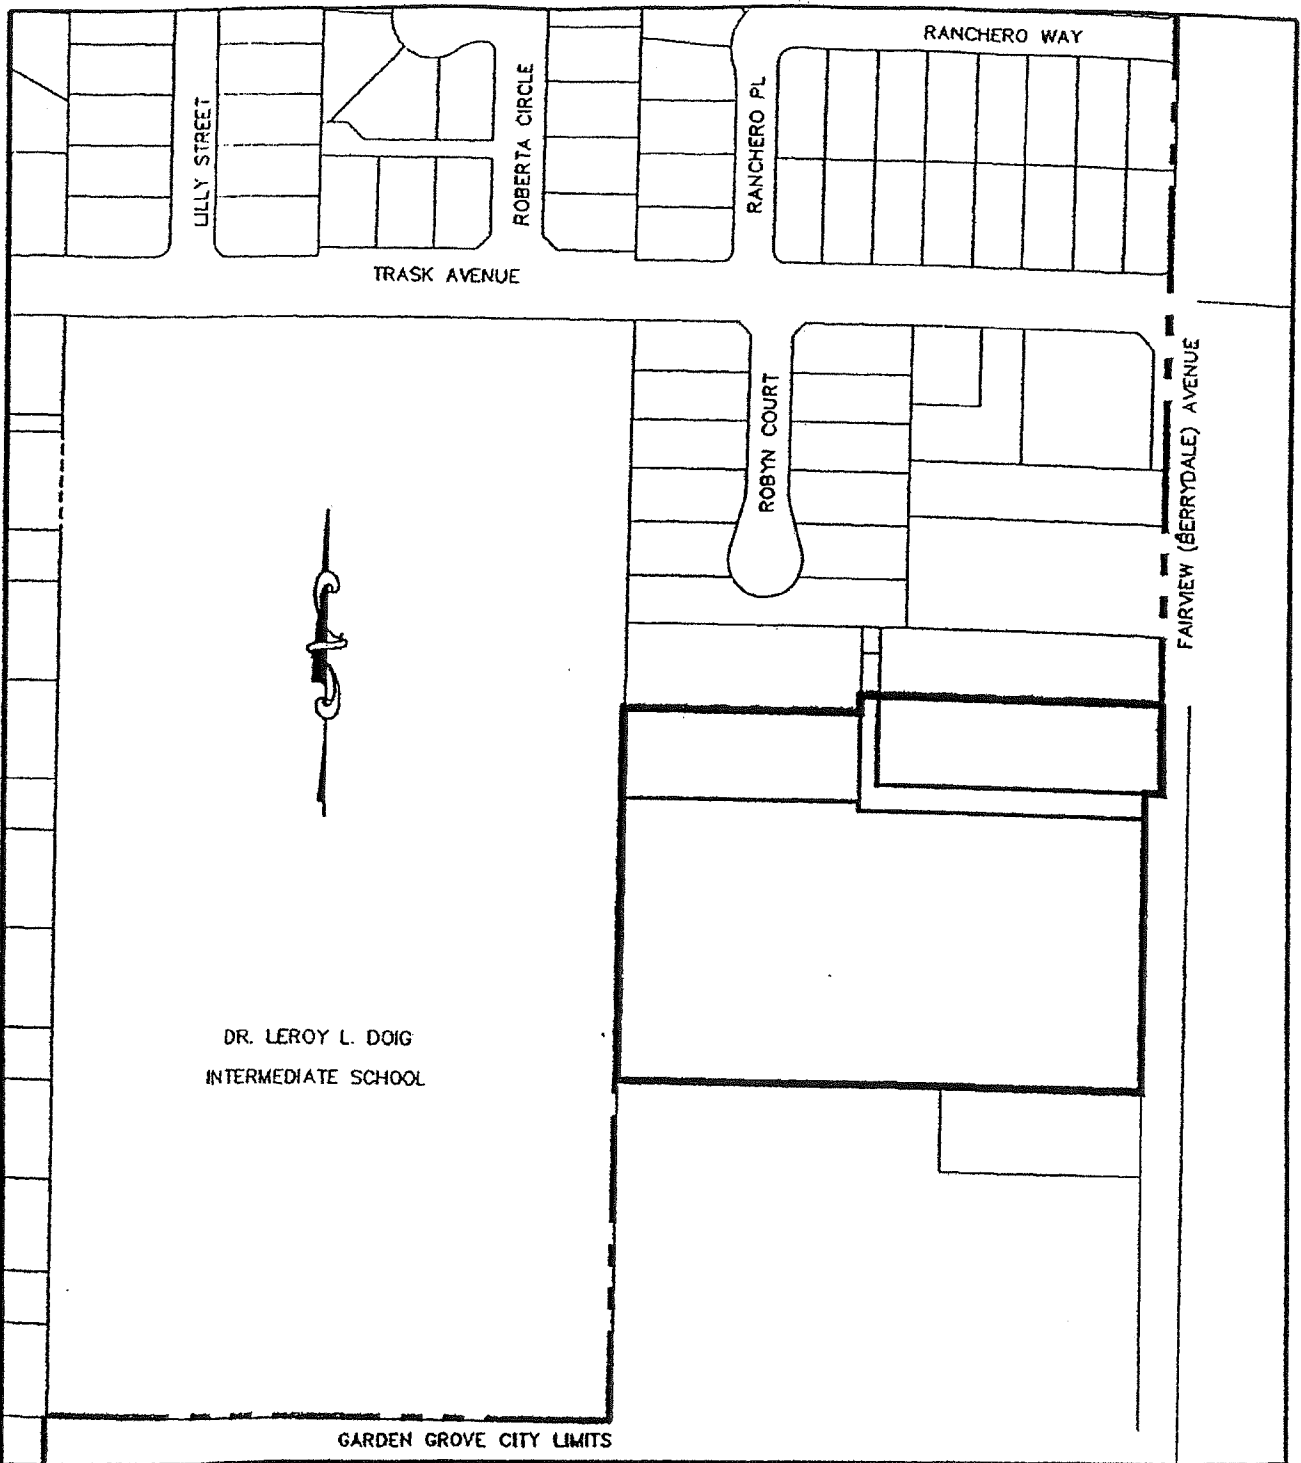 RANCHERO WAY
LILLY STREET
ROBERTA CIRCLE
RANCHERO PL
TRASK AVENUE
ROBYN COURT
FAIRVIEW (BERRYDALE) AVENUE
DR. LEROY L. DOIG
INTERMEDIATE SCHOOL
GARDEN GROVE CITY LIMITS